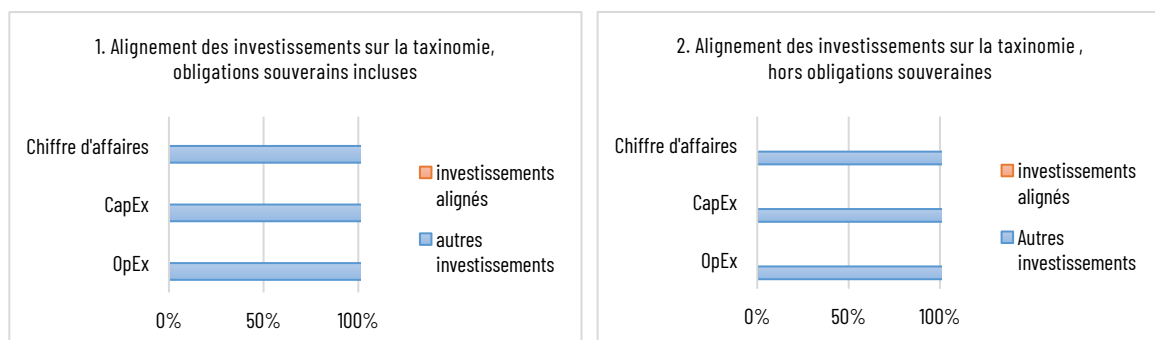 1. Alignement des investissements sur la taxinomie,
obligations souverains incluses
Chiffre d'affaires
CapEx
OpEx
0%
50%
100%
investissements
alignés
autres
investissements
2. Alignement des investissements sur la taxinomie ,
hors obligations souveraines
Chiffre d'affaires
CapEx
OpEx
0%
50%
100%
investissements
alignés
Autres
investissements